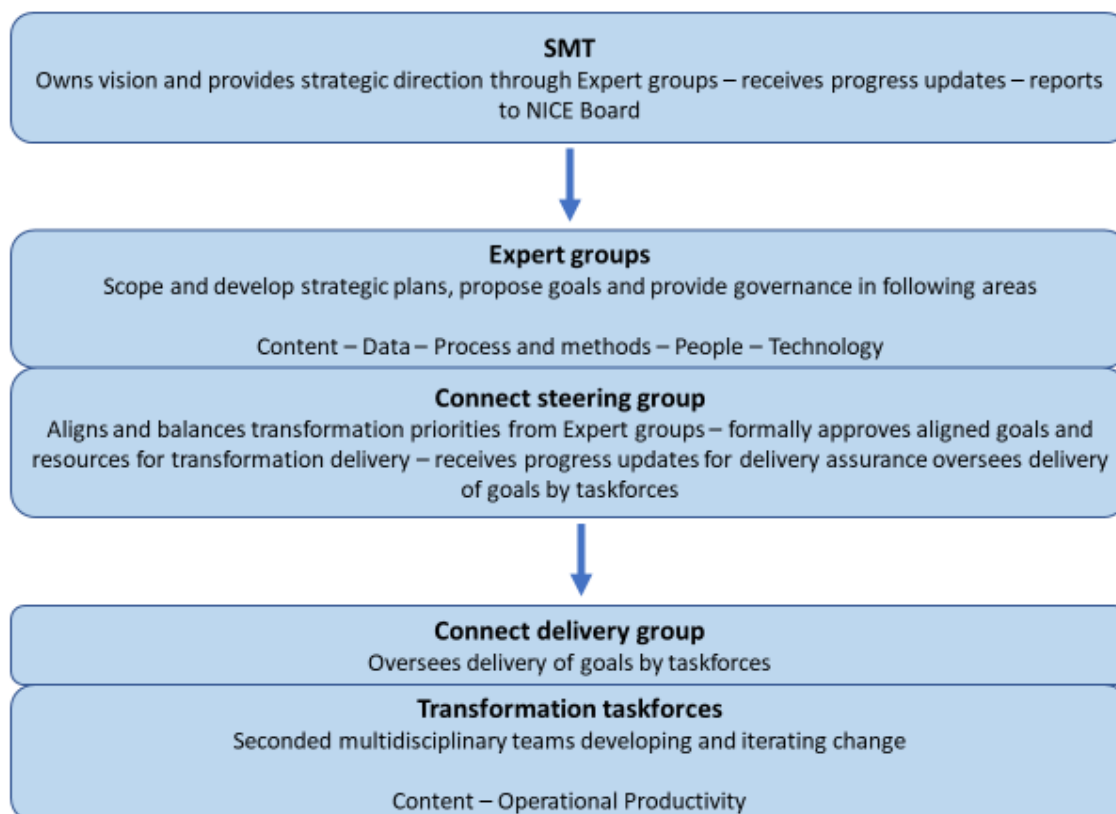 SMT
Owns vision and provides strategic direction through Expert groups – receives progress updates – reports
to NICE Board
Expert groups
Scope and develop strategic plans, propose goals and provide governance in following areas
Content – Data – Process and methods – People – Technology
Connect steering group
Aligns and balances transformation priorities from Expert groups – formally approves aligned goals and
resources for transformation delivery – receives progress updates for delivery assurance oversees delivery
of goals by taskforces
Connect delivery group
Oversees delivery of goals by taskforces
Transformation taskforces
Seconded multidisciplinary teams developing and iterating change
Content – Operational Productivity